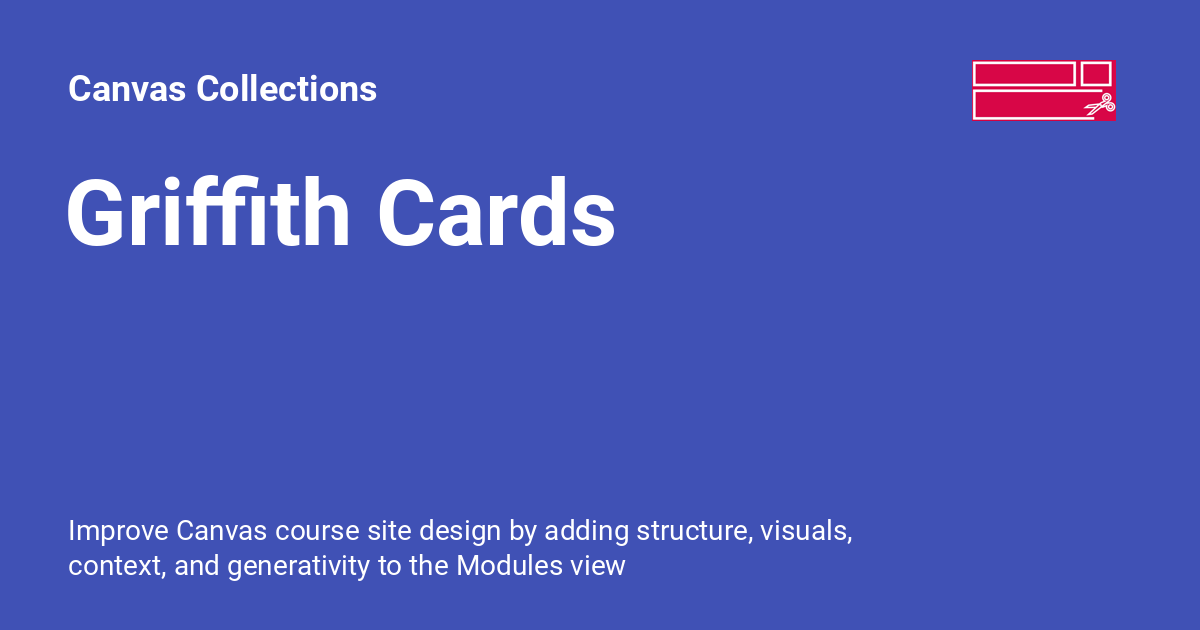 Canvas Collections
Griffith Cards
Improve Canvas course site design by adding structure, visuals,
context, and generativity to the Modules view